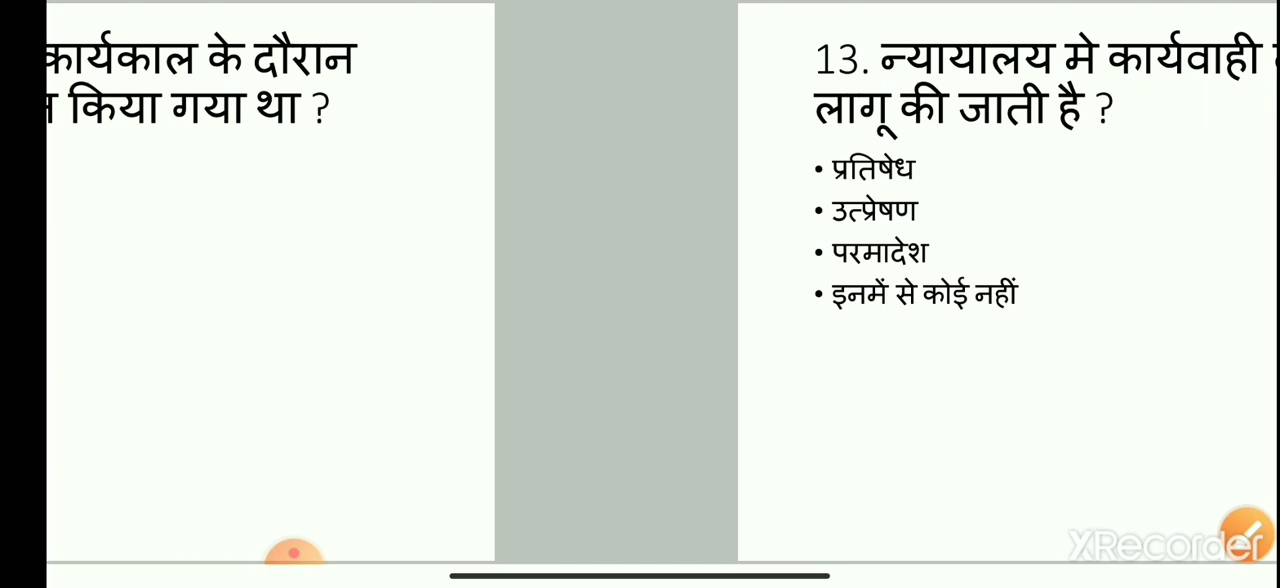 कार्यकाल के दौरान
किया गया था ?
13. न्यायालय मे कार्यवाही
लागू की जाती है ?
• प्रतिषेध
• उत्प्रेषण
• परमादेश
• इनमें से कोई नहीं
XRecorder